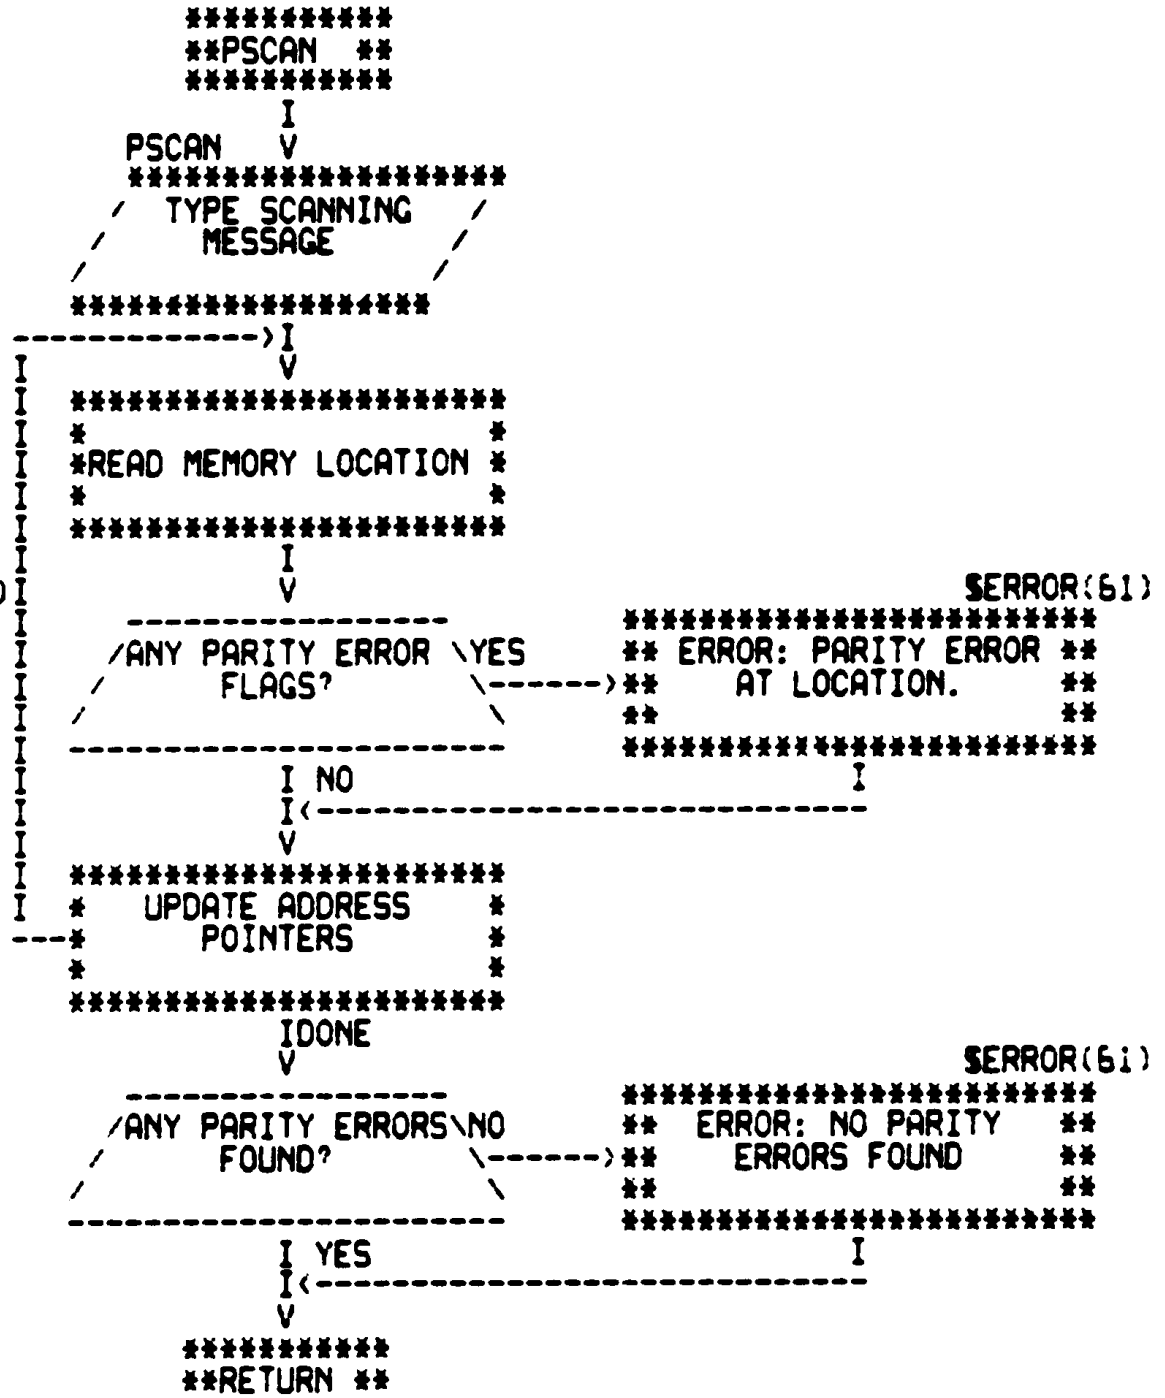 ***********
**PSCAN  **
***********
I
PSCAN   V
********************
/  TYPE SCANNING   /
/     MESSAGE    /
/                  /
*******************
------------->I
I V
I ***********************
I *                     *
I *READ MEMORY LOCATION *
I *                     *
I ***********************
I I
I V $ERROR(61)
I ----------------- *************************
I /ANY PARITY ERROR \YES ** ERROR: PARITY ERROR **
I /     FLAGS?       \------>**    AT LOCATION.     **
I /                    \ **                     **
I ----------------------- *************************
I I NO I
I I<-----------------------------
I V
I ***********************
I *   UPDATE ADDRESS    *
---*      POINTERS       *
*                     *
***********************
IDONE
V $ERROR(61)
----------------- *************************
/ANY PARITY ERRORS\NO **  ERROR: NO PARITY   **
/     FOUND?       \------>**    ERRORS FOUND     **
/                    \ **                     **
----------------------- *************************
I YES I
I<-----------------------------
V
***********
**RETURN **